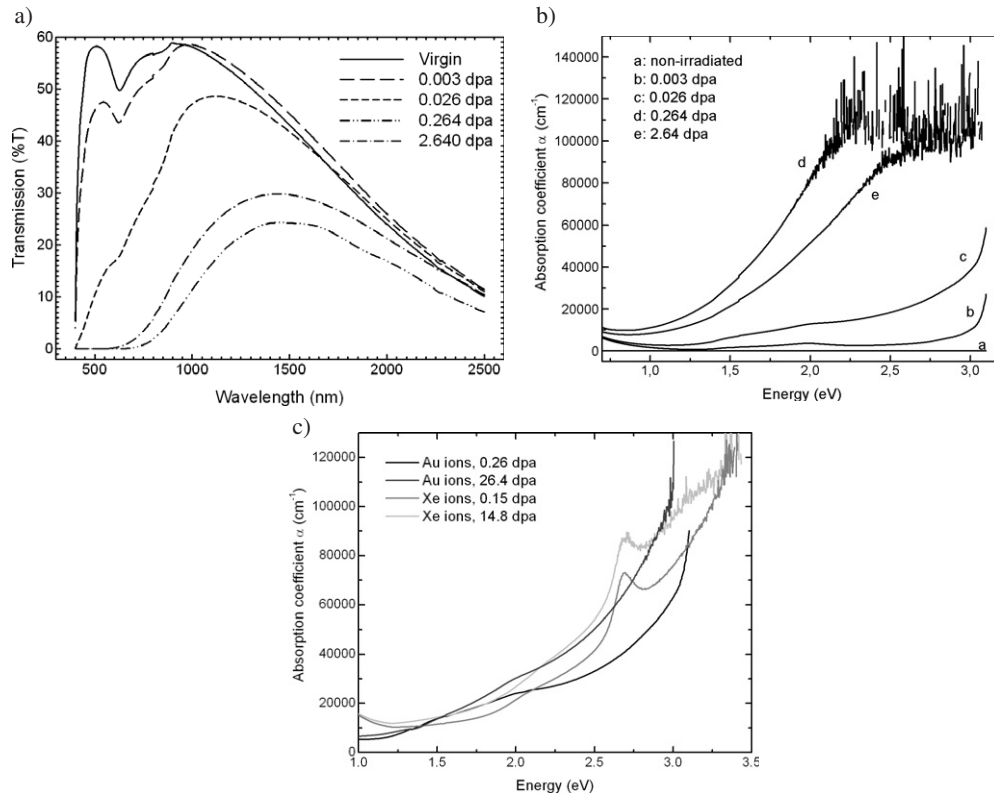 a)
60
50
40
30
20
10
0
Transmission (%T)
500
1000
1500
2000
2500
Wavelength (nm)
Virgin
0.003 dpa
0.026 dpa
0.264 dpa
2.640 dpa
b)
140000
120000
100000
80000
60000
40000
20000
0
Absorption coefficient α (cm⁻¹)
a: non-irradiated
b: 0.003 dpa
c: 0.026 dpa
d: 0.264 dpa
e: 2.64 dpa
d
e
c
b
a
1,0
1,5
2,0
2,5
3,0
Energy (eV)
c)
120000
100000
80000
60000
40000
20000
0
Absorption coefficient α (cm⁻¹)
Au ions, 0.26 dpa
Au ions, 26.4 dpa
Xe ions, 0.15 dpa
Xe ions, 14.8 dpa
1.0
1.5
2.0
2.5
3.0
3.5
Energy (eV)